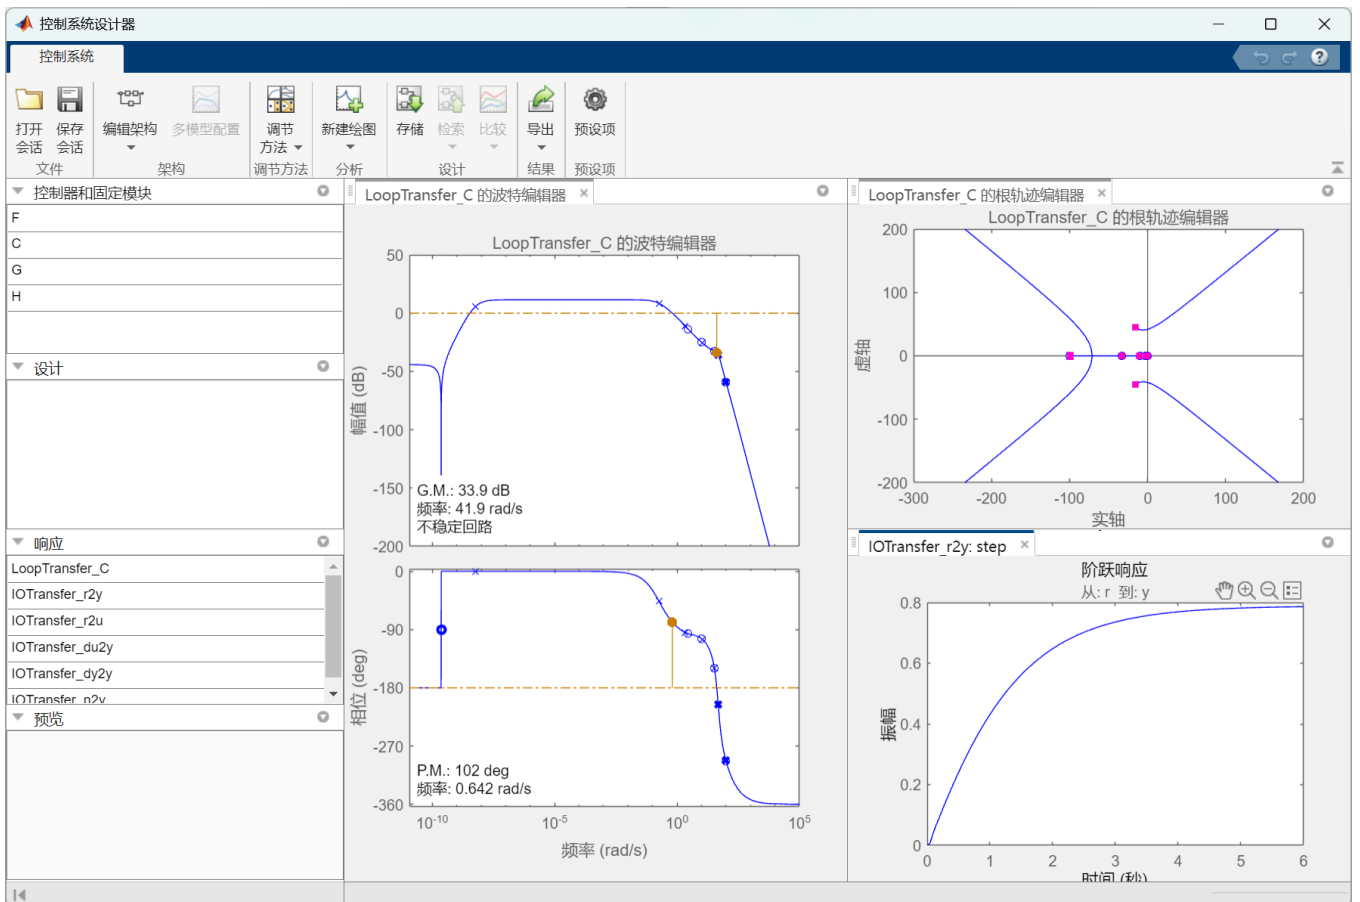 控制系统设计器
控制系统
打开会话
保存会话
编辑架构
多模型配置
调节方法
新建绘图
存储
检索
比较
导出
预设项
文件
架构
调节方法
分析
设计
结果
预设项
控制器和固定模块
F
C
G
H
设计
响应
LoopTransfer_C
IOTransfer_r2y
IOTransfer_r2u
IOTransfer_du2y
IOTransfer_dy2y
IOTransfer_n2y
预览
LoopTransfer_C 的波特编辑器
LoopTransfer_C 的波特编辑器
50
0
-50
-100
-150
-200
幅值 (dB)
G.M.: 33.9 dB
频率: 41.9 rad/s
不稳定回路
0
-90
-180
-270
-360
相位 (deg)
P.M.: 102 deg
频率: 0.642 rad/s
10⁻¹⁰
10⁻⁵
10⁰
10⁵
频率 (rad/s)
LoopTransfer_C 的根轨迹编辑器
LoopTransfer_C 的根轨迹编辑器
200
100
0
-100
-200
虚轴
-300
-200
-100
0
100
200
实轴
IOTransfer_r2y: step
阶跃响应
从: r 到: y
0.8
0.6
0.4
0.2
0
振幅
0
1
2
3
4
5
6
时间 (秒)